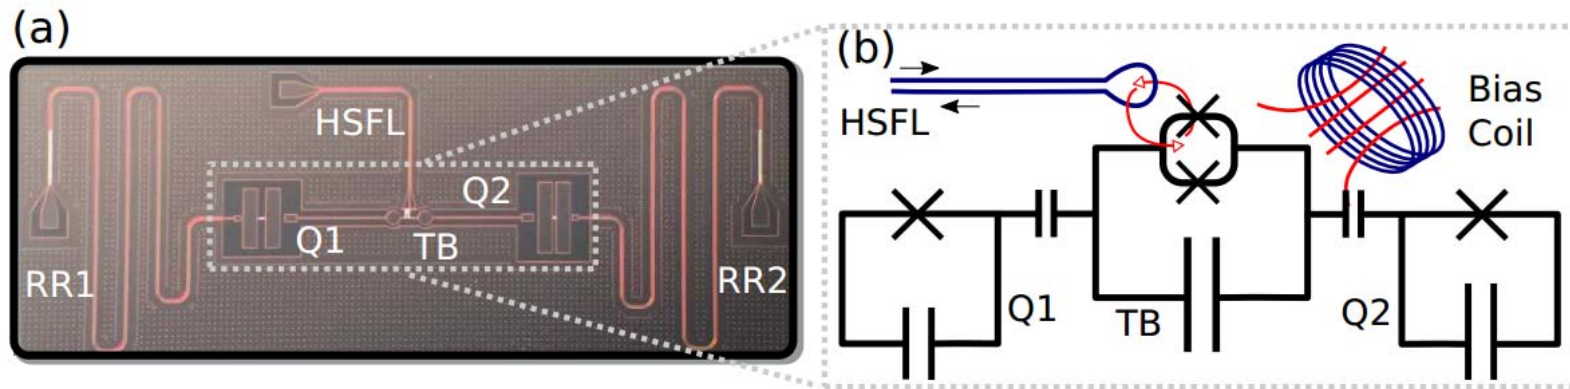 (a)
HSFL
Q2
Q1
TB
RR1
RR2
(b)
HSFL
Bias
Coil
Q1
TB
Q2